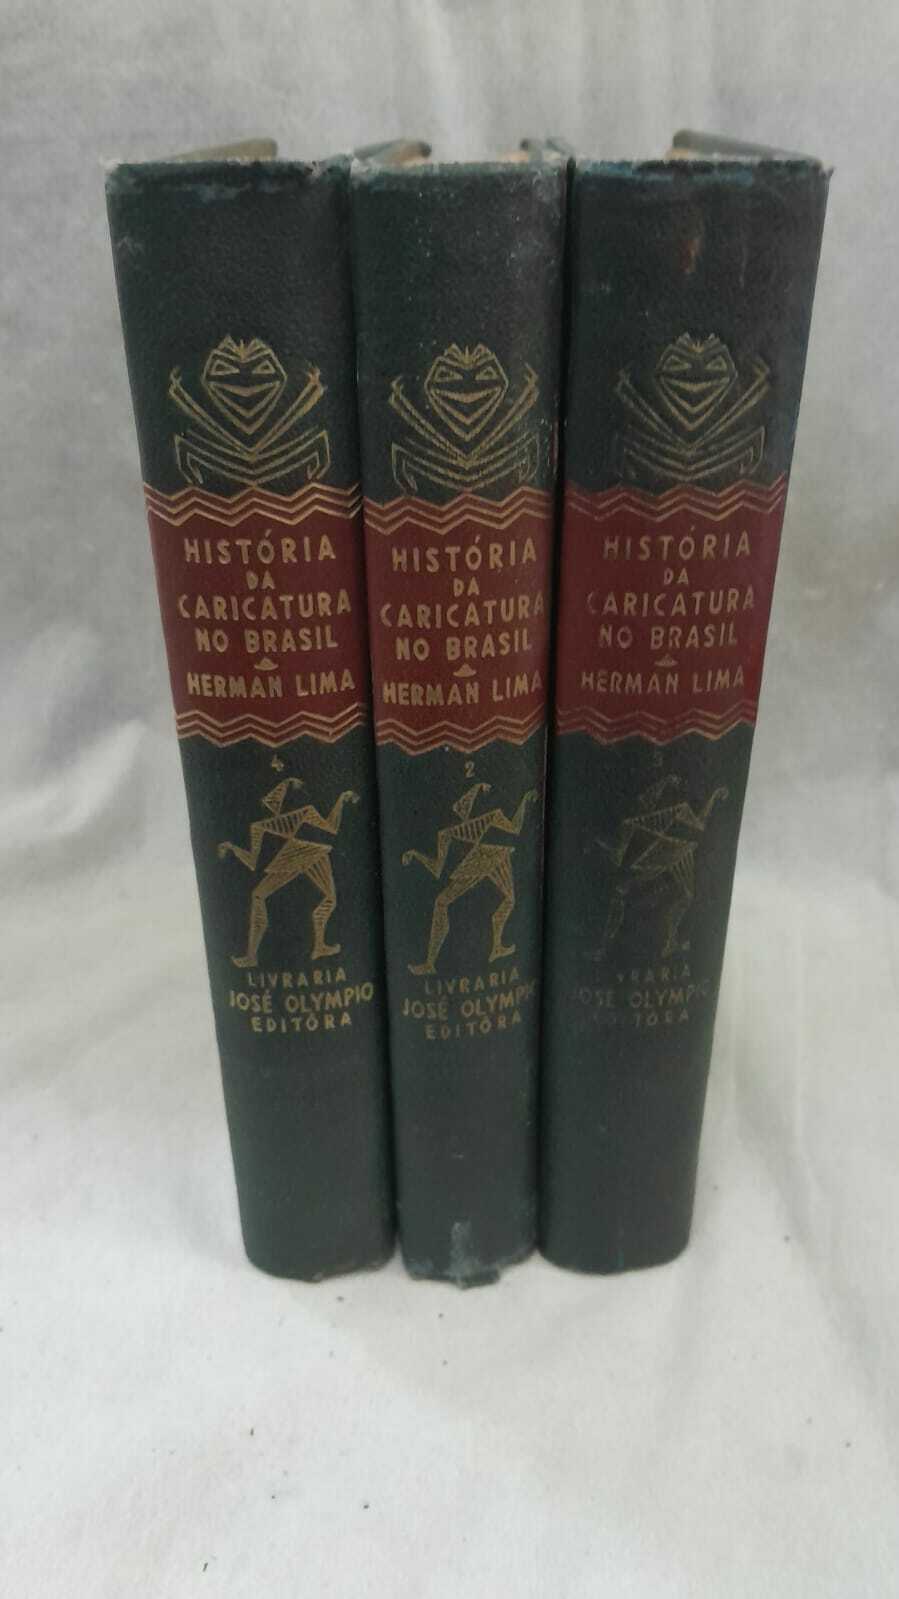 HISTÓRIA
DA
CARICATURA
NO BRASIL
HERMAN LIMA
4
LIVRARIA
JOSÉ OLYMPIO
EDITÔRA
HISTÓRIA
DA
CARICATURA
NO BRASIL
HERMAN LIMA
2
LIVRARIA
JOSÉ OLYMPIO
EDITÔRA
HISTÓRIA
DA
CARICATURA
NO BRASIL
HERMAN LIMA
3
LIVRARIA
JOSÉ OLYMPIO
EDITÔRA